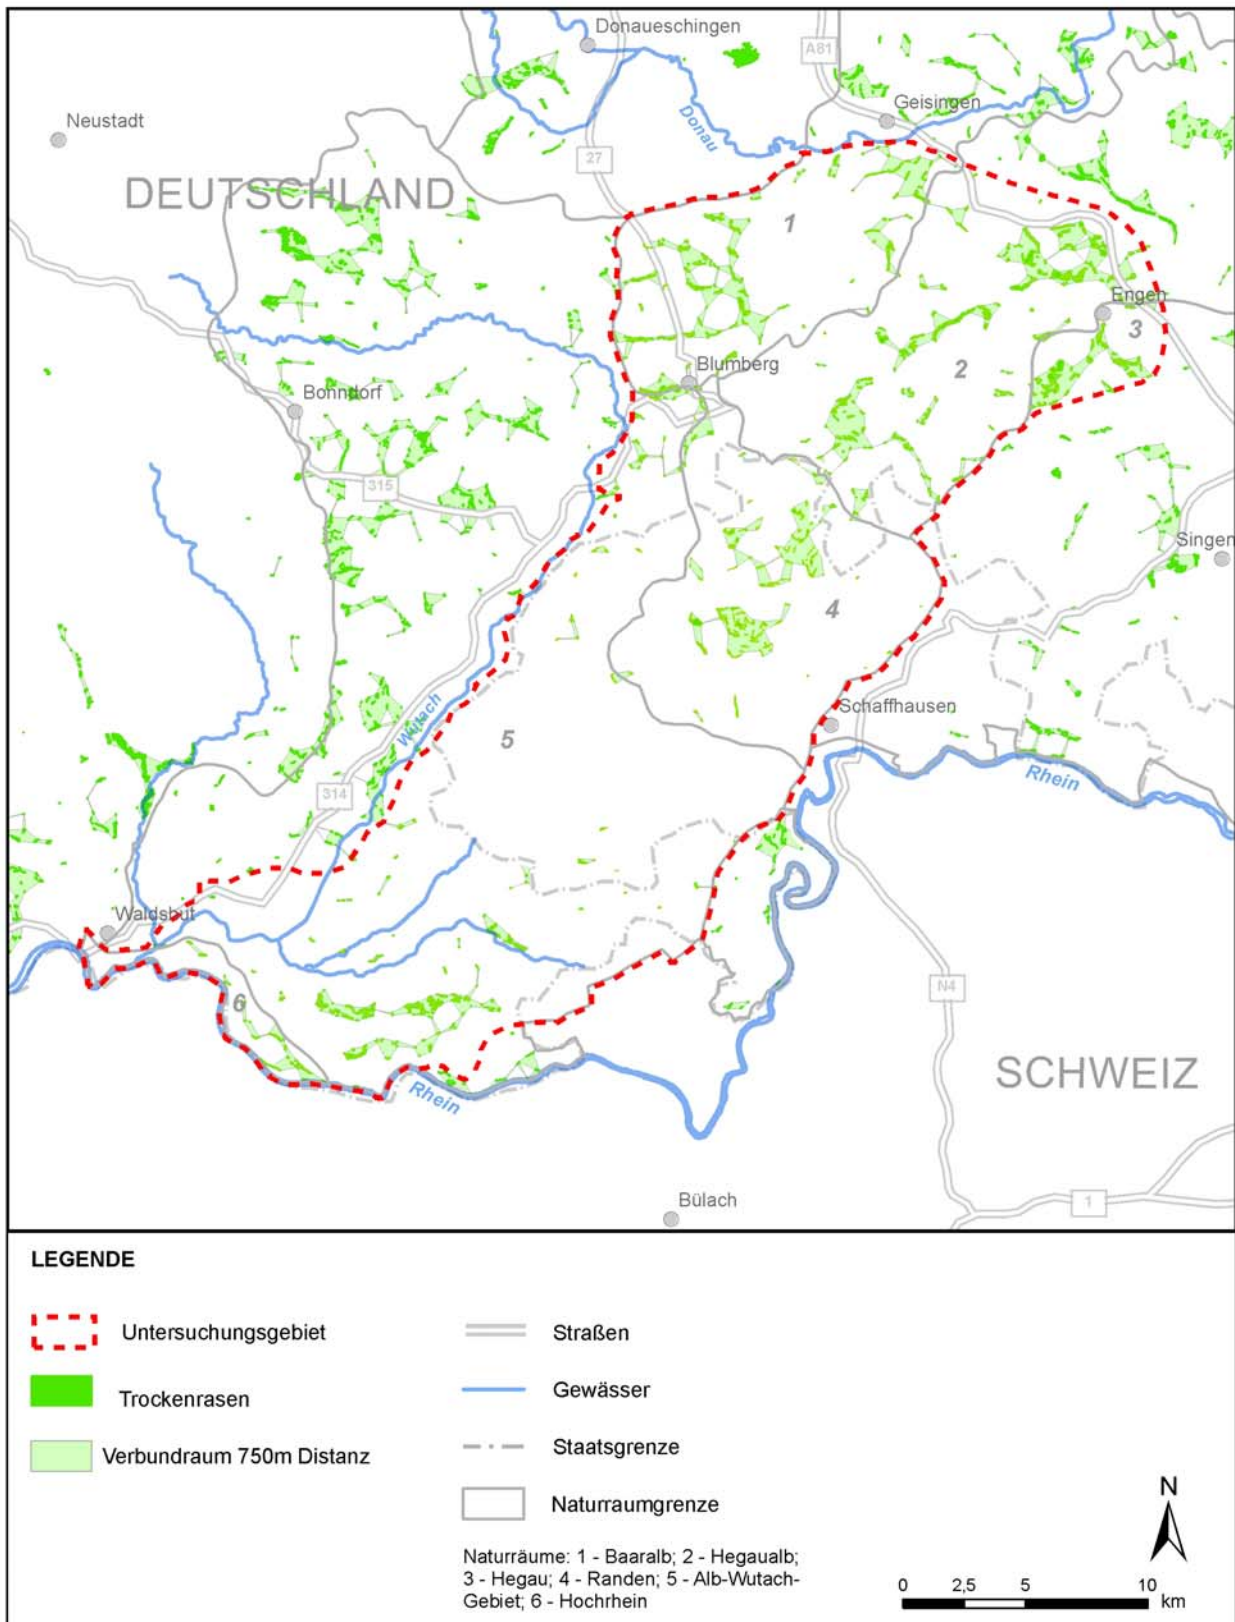 Donaueschingen
A81
Geisingen
Neustadt
Donau
27
DEUTSCHLAND
1
Engen
3
Blumberg
2
Bonndorf
315
Singen
4
Schaffhausen
Wutach
5
Rhein
314
Waldshut
N4
6
SCHWEIZ
Rhein
Bülach
1
LEGENDE
Untersuchungsgebiet
Trockenrasen
Verbundraum 750m Distanz
Straßen
Gewässer
Staatsgrenze
Naturraumgrenze
Naturräume: 1 - Baaralb; 2 - Hegaualb;
3 - Hegau; 4 - Randen; 5 - Alb-Wutach-
Gebiet; 6 - Hochrhein
N
0 2,5 5 10
km